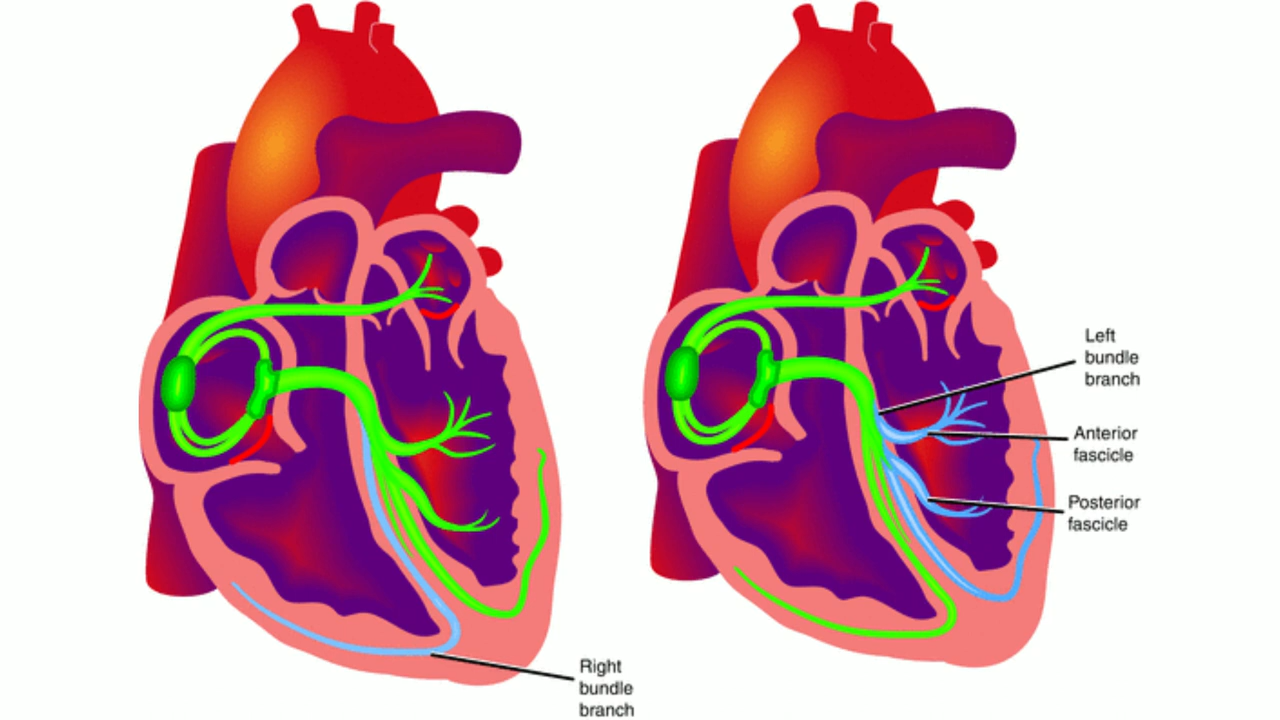 Right
bundle
branch
Left
bundle
branch
Anterior
fascicle
Posterior
fascicle